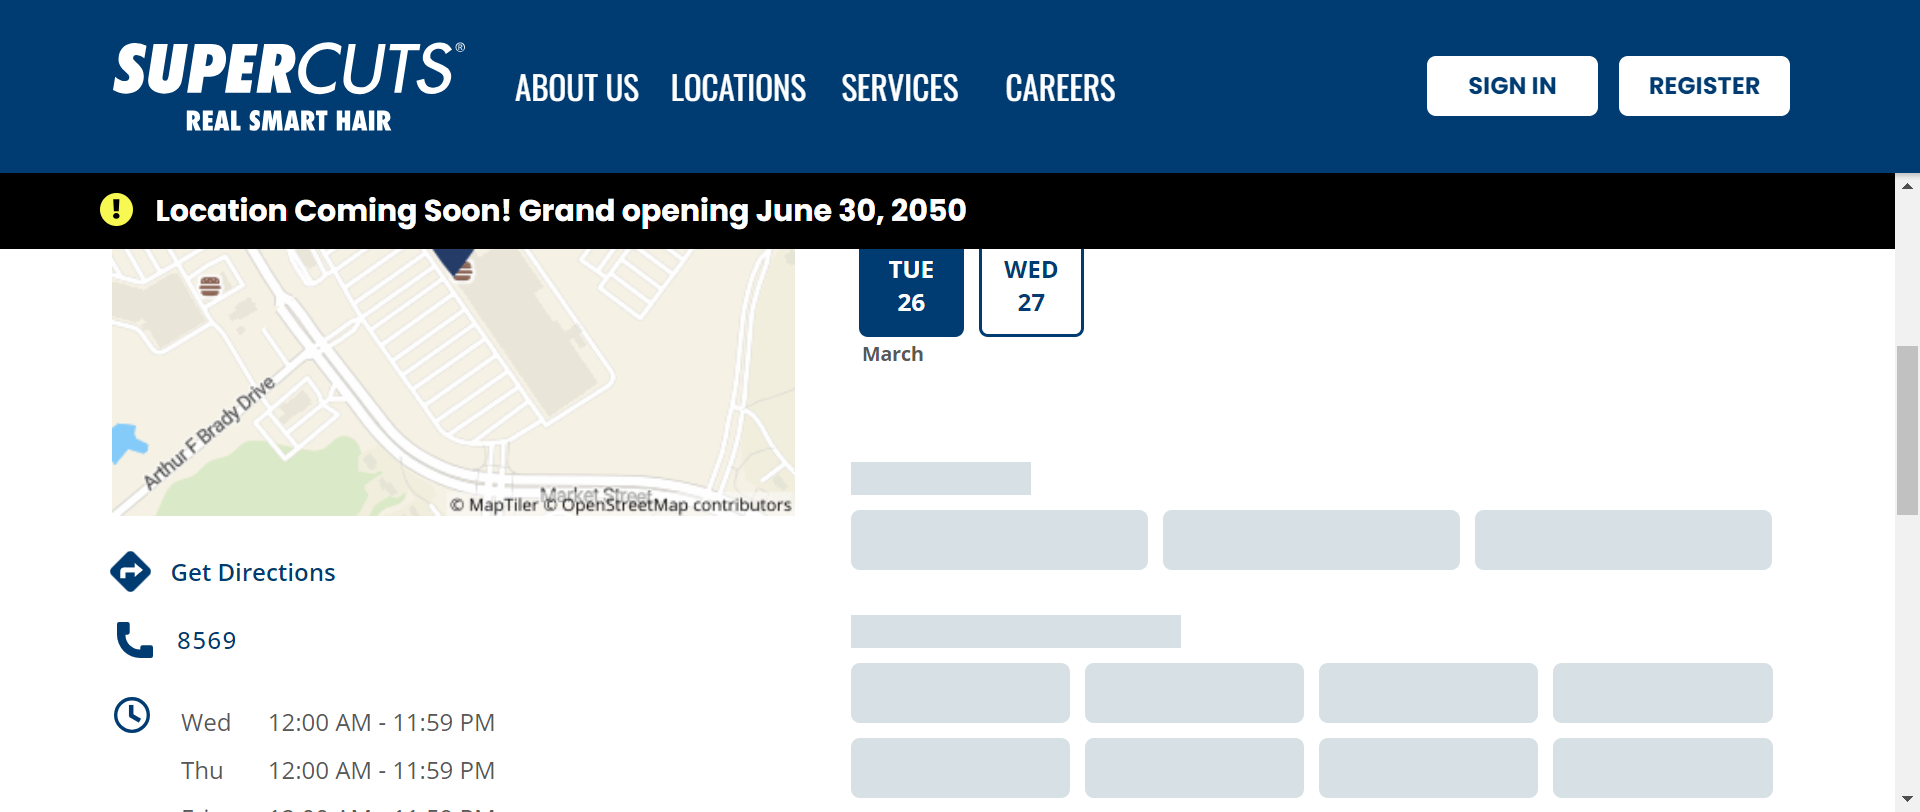 SUPERCUTS®
REAL SMART HAIR
ABOUT US LOCATIONS SERVICES CAREERS
SIGN IN REGISTER
Location Coming Soon! Grand opening June 30, 2050
Arthur F Brady Drive
Market Street
© MapTiler © OpenStreetMap contributors
Get Directions
8569
Wed 12:00 AM - 11:59 PM
Thu 12:00 AM - 11:59 PM
TUE
26
WED
27
March